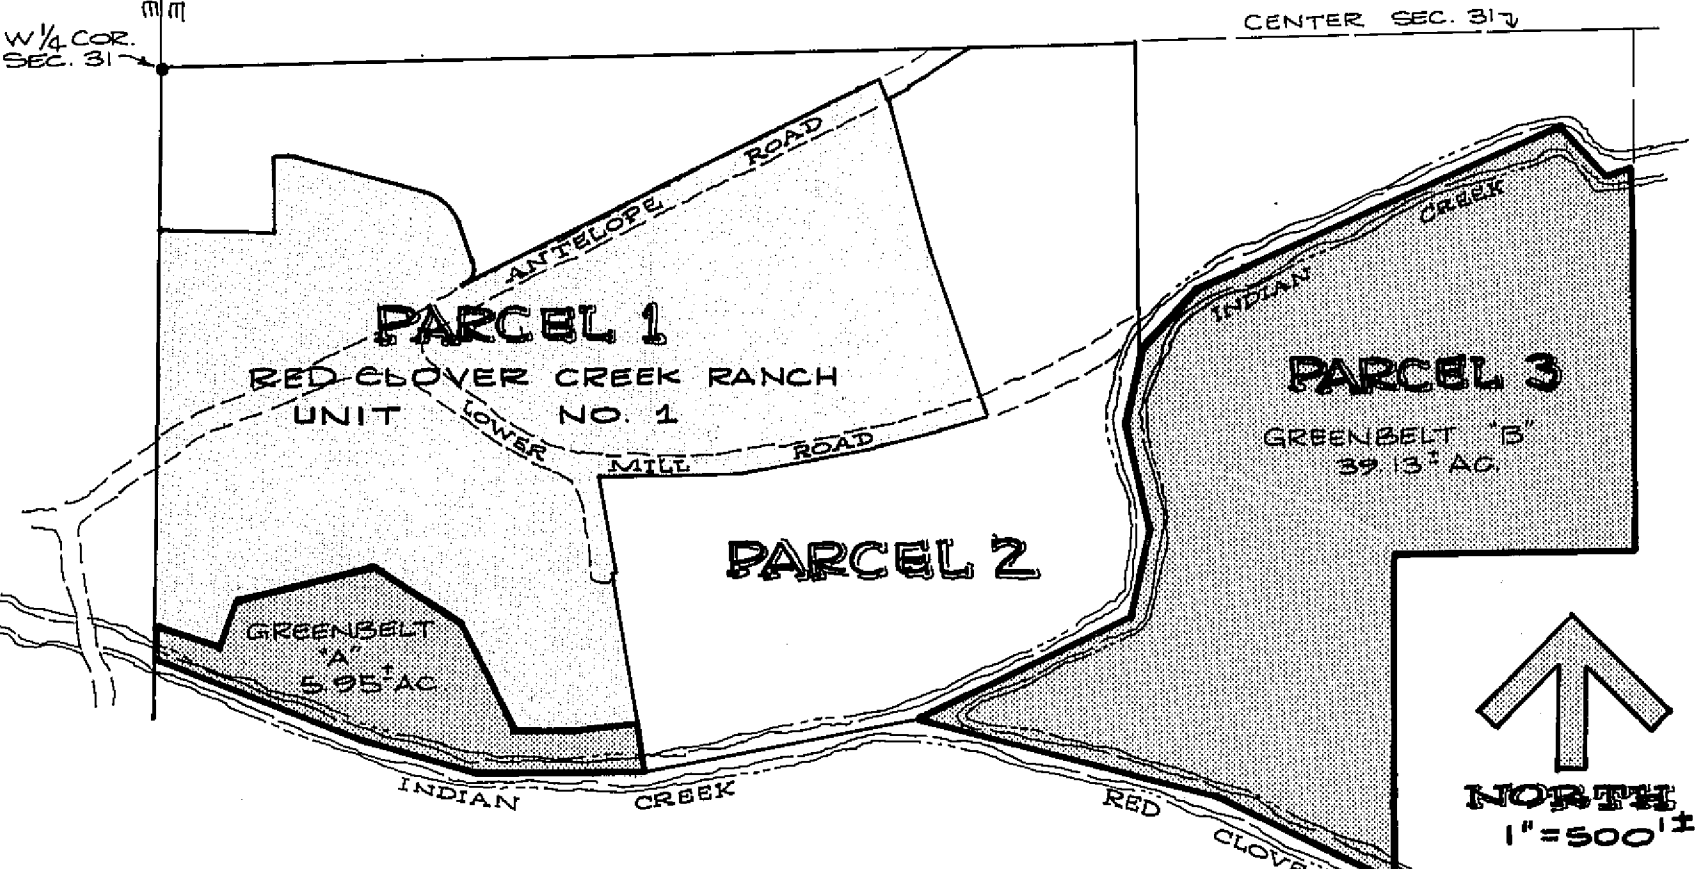 W 1/4 COR.
SEC. 31
CENTER SEC. 31
ANTELOPE ROAD
PARCEL 1
RED CLOVER CREEK RANCH
UNIT NO. 1
LOWER MILL ROAD
INDIAN CREEK
PARCEL 3
GREENBELT "B"
39.13± AC.
PARCEL 2
GREENBELT
"A"
5.95± AC.
INDIAN CREEK
RED
NORTH
1"=500'±